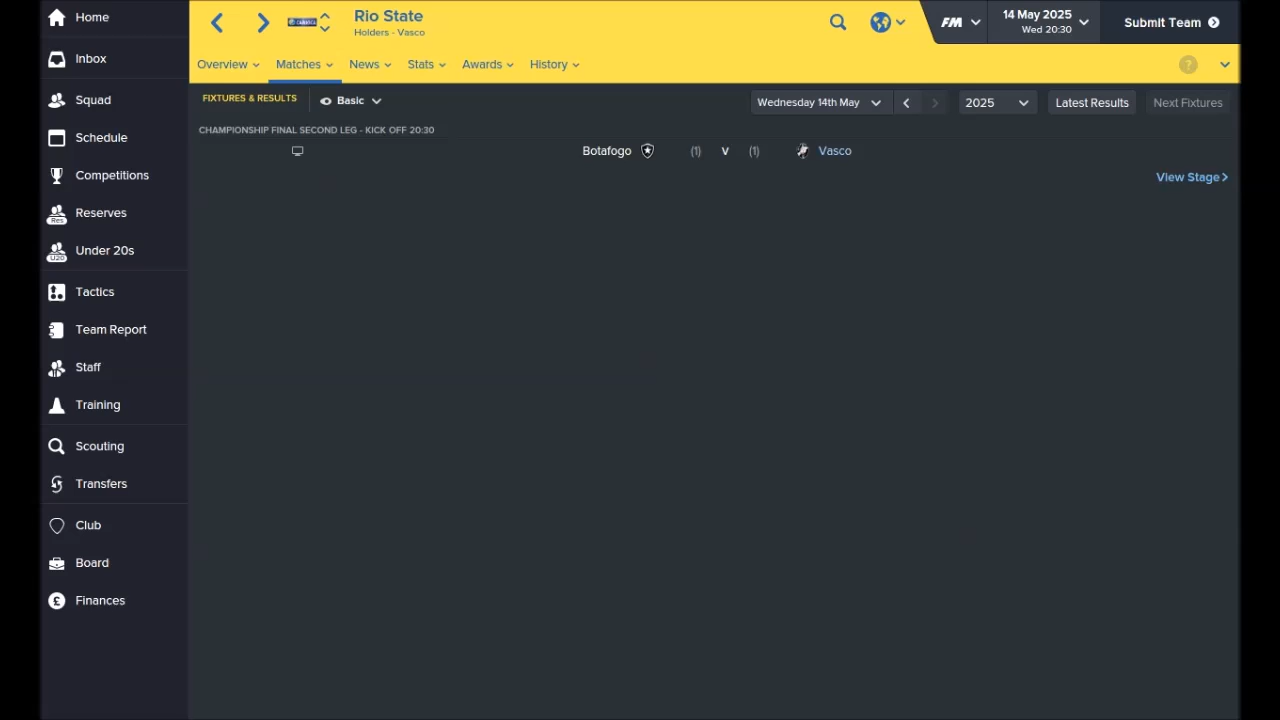 Home
Inbox
Squad
Schedule
Competitions
Res
Reserves
U20
Under 20s
Tactics
Team Report
Staff
Training
Scouting
Transfers
Club
Board
£ Finances
Rio State
Holders - Vasco
FM
14 May 2025
Wed 20:30
Submit Team
Overview Matches News Stats Awards History ?
FIXTURES & RESULTS Basic Wednesday 14th May 2025 Latest Results Next Fixtures
CHAMPIONSHIP FINAL SECOND LEG - KICK OFF 20:30
Botafogo (1) v (1) Vasco
View Stage